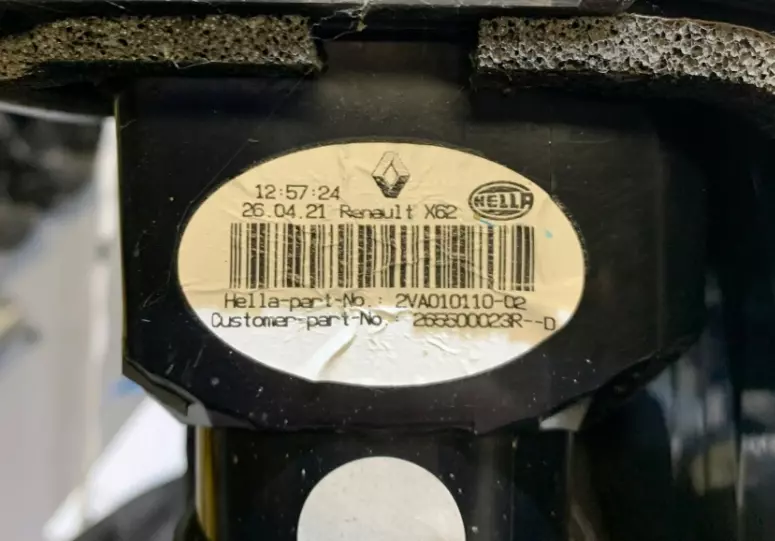 12:57:24
26.04.21 Renault X62
HELLA
Hella-part-No.: 2VA010110-02
Customer-part-No.: 265500023R--D